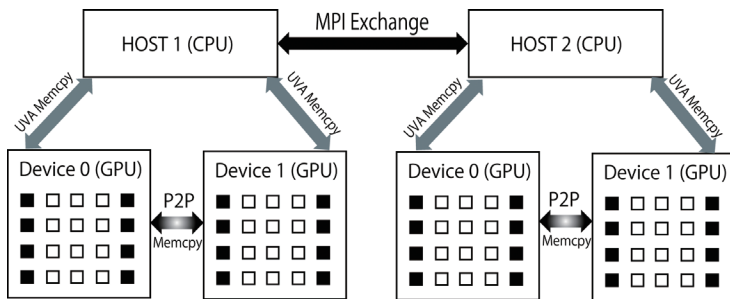 MPI Exchange
HOST 1 (CPU)
HOST 2 (CPU)
UVA Memcpy
UVA Memcpy
UVA Memcpy
UVA Memcpy
Device 0 (GPU)
Device 1 (GPU)
Device 0 (GPU)
Device 1 (GPU)
P2P
Memcpy
P2P
Memcpy